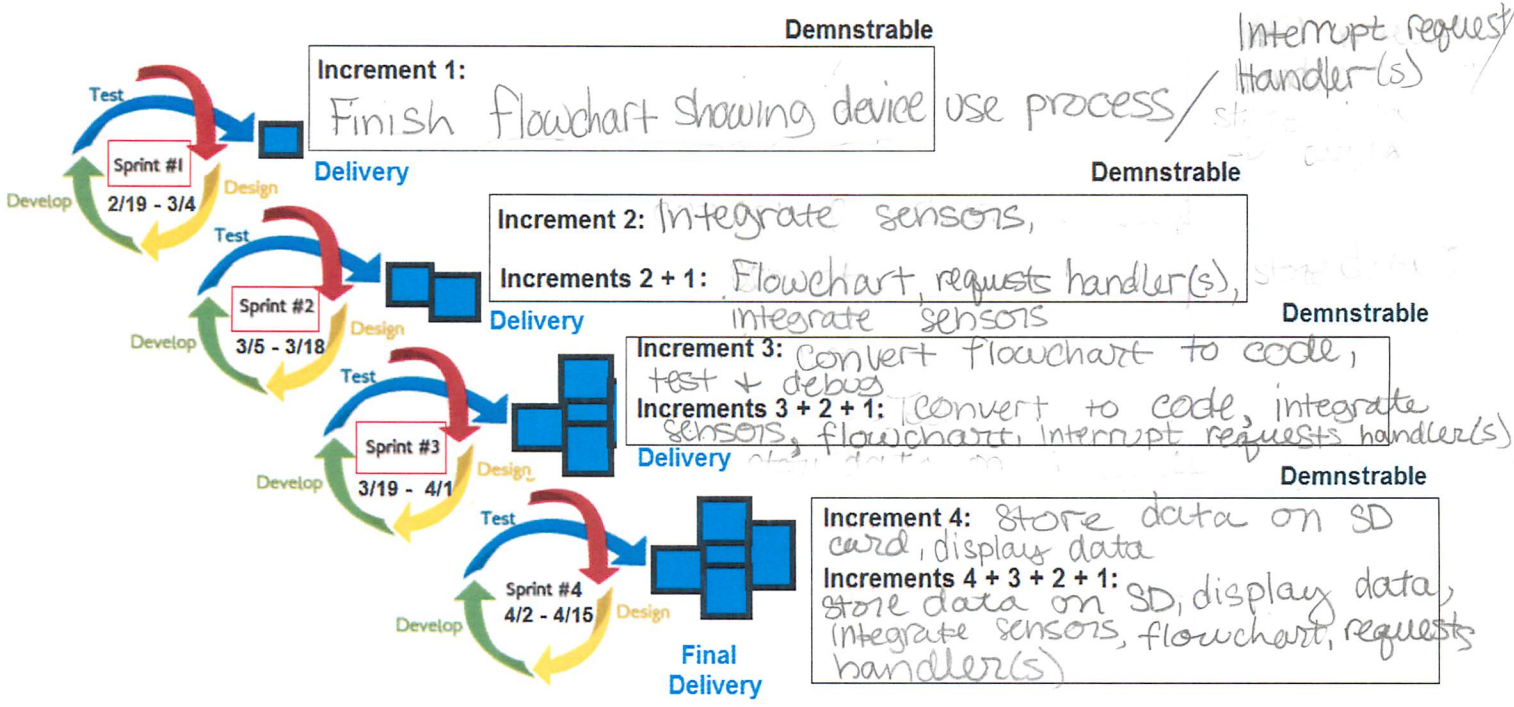 Demnstrable
Interrupt request
Handler(s)
Increment 1:
Finish flowchart showing device use process /
Test
Sprint #1
2/19 - 3/4
Develop
Design
Delivery
Demnstrable
Increment 2: Integrate sensors,
Increments 2 + 1: Flowchart, requests handler(s),
integrate sensors
Test
Sprint #2
3/5 - 3/18
Develop
Design
Delivery
Demnstrable
Increment 3: Convert flowchart to code,
test + debug
Increments 3 + 2 + 1: Convert to code, integrate
sensors, flowchart, interrupt requests handler(s)
Test
Sprint #3
3/19 - 4/1
Develop
Design
Delivery
Demnstrable
Increment 4: Store data on SD
card, display data
Increments 4 + 3 + 2 + 1:
store data on SD, display data,
integrate sensors, flowchart, requests
handler(s)
Test
Sprint #4
4/2 - 4/15
Develop
Design
Final
Delivery